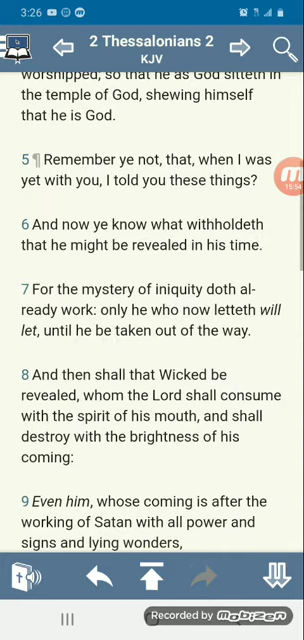 3:26
2 Thessalonians 2
KJV
worshipped; so that he as God sitteth in
the temple of God, shewing himself
that he is God.
5 ¶ Remember ye not, that, when I was
yet with you, I told you these things?
15:54
6 And now ye know what withholdeth
that he might be revealed in his time.
7 For the mystery of iniquity doth al-
ready work: only he who now letteth will
let, until he be taken out of the way.
8 And then shall that Wicked be
revealed, whom the Lord shall consume
with the spirit of his mouth, and shall
destroy with the brightness of his
coming:
9 Even him, whose coming is after the
working of Satan with all power and
signs and lying wonders,
Recorded by mobizen